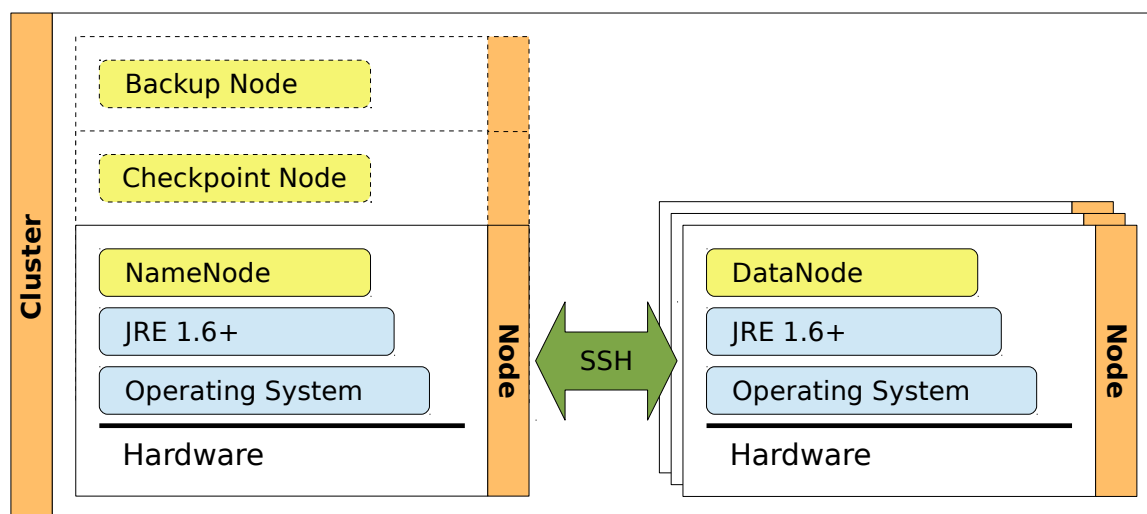 Cluster
Backup Node
Checkpoint Node
NameNode
JRE 1.6+
Operating System
Hardware
Node
SSH
DataNode
JRE 1.6+
Operating System
Hardware
Node